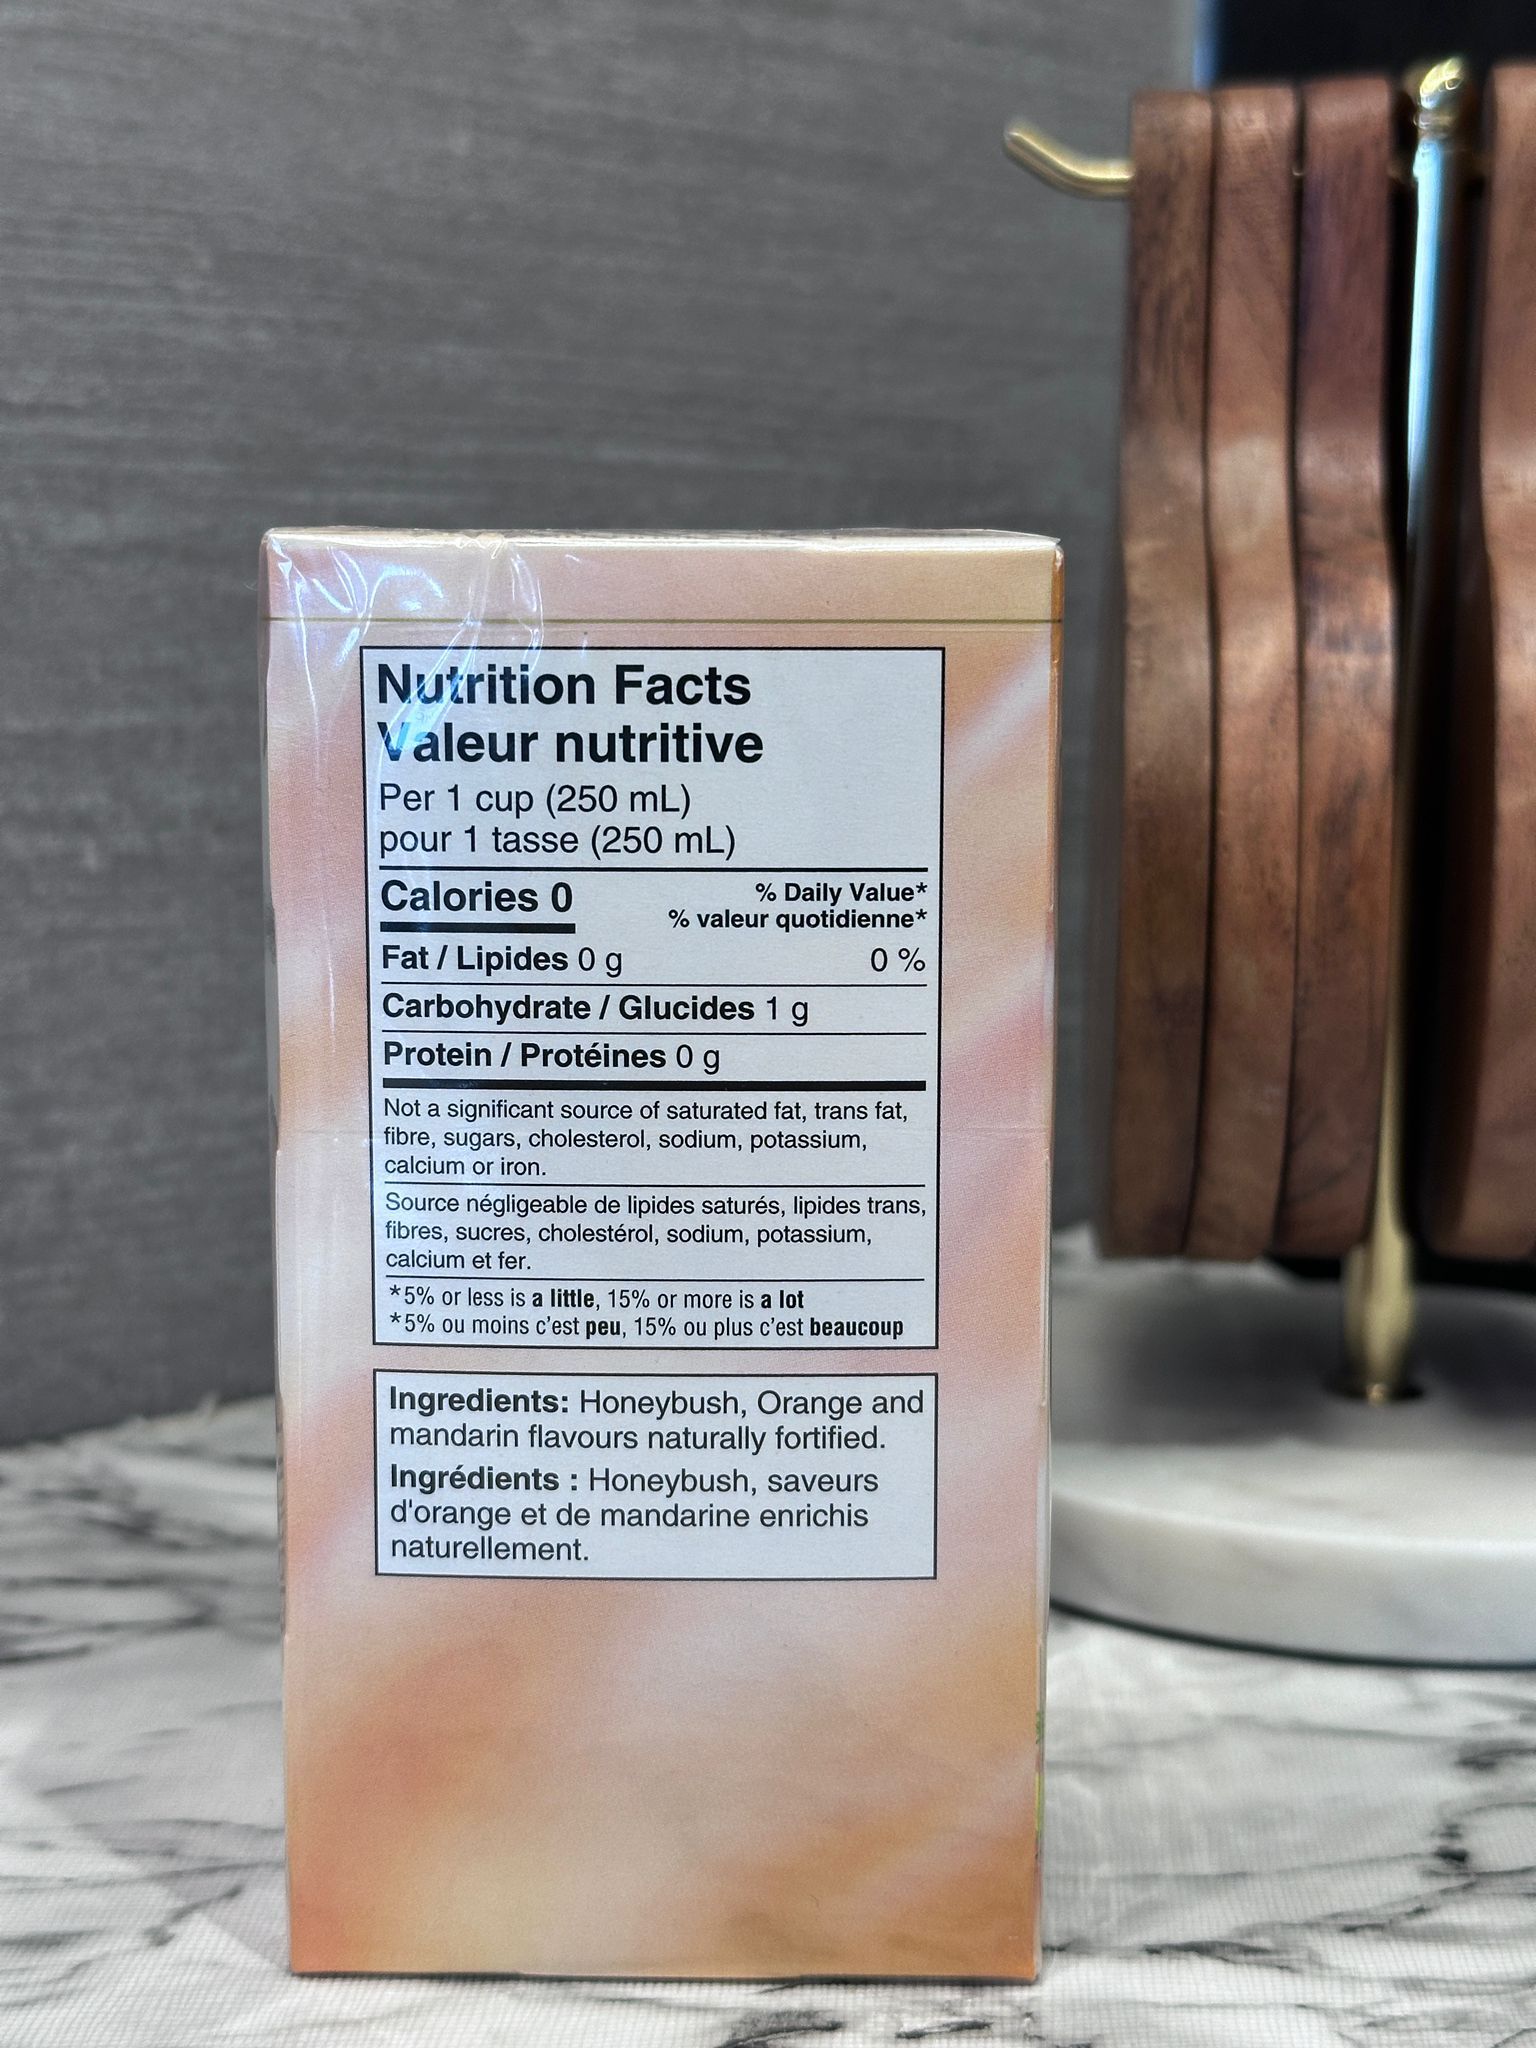 Nutrition Facts
Valeur nutritive
Per 1 cup (250 mL)
pour 1 tasse (250 mL)
Calories 0
% Daily Value*
% valeur quotidienne*
Fat / Lipides 0 g 0 %
Carbohydrate / Glucides 1 g
Protein / Protéines 0 g
Not a significant source of saturated fat, trans fat,
fibre, sugars, cholesterol, sodium, potassium,
calcium or iron.
Source négligeable de lipides saturés, lipides trans,
fibres, sucres, cholestérol, sodium, potassium,
calcium et fer.
*5% or less is a little, 15% or more is a lot
*5% ou moins c'est peu, 15% ou plus c'est beaucoup
Ingredients: Honeybush, Orange and
mandarin flavours naturally fortified.
Ingrédients : Honeybush, saveurs
d'orange et de mandarine enrichis
naturellement.